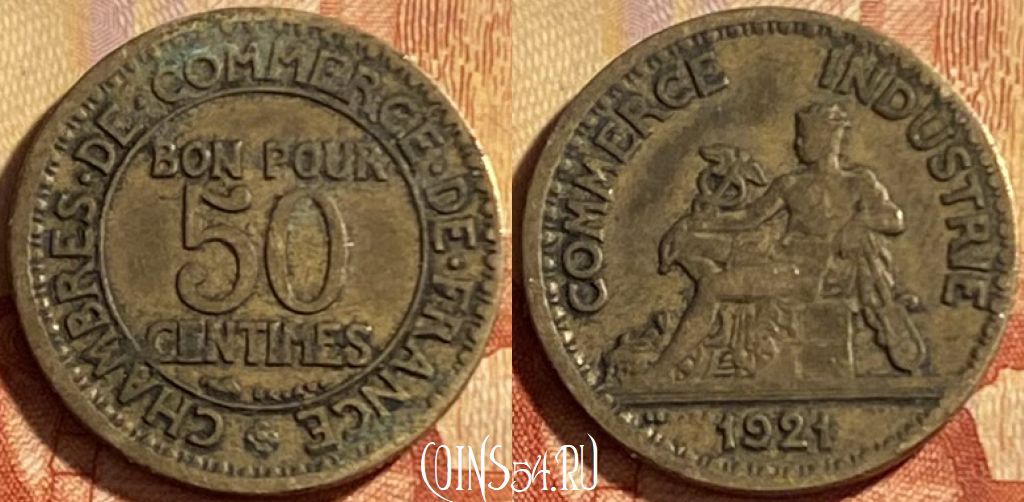 CHAMBRES·DE·COMMERCE·DE·FRANCE
BON POUR
50
CENTIMES
COMMERCE INDUSTRIE
1921
COINS54.RU